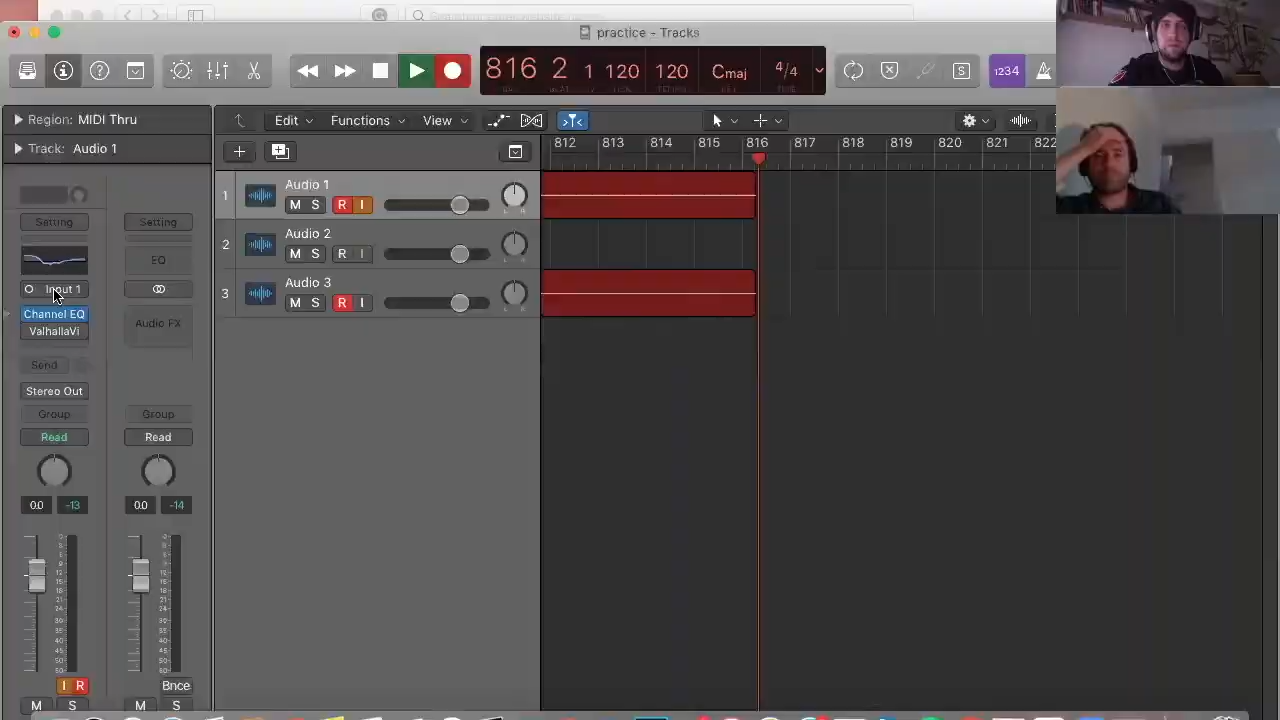 practice - Tracks
816 2 1 120 120 Cmaj 4/4
1234
Region: MIDI Thru
Track: Audio 1
Edit Functions View
812 813 814 815 816 817 818 819 820 821 822
Setting Setting
EQ
Input 1
Channel EQ
ValhallaVi
Audio FX
Send
Stereo Out
Group Group
Read Read
0.0 -13 0.0 -14
I R
Bnce
M S M S
1 Audio 1
M S R I
2 Audio 2
M S R I
3 Audio 3
M S R I